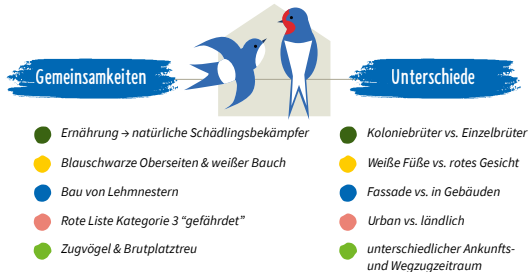 Gemeinsamkeiten
Ernährung → natürliche Schädlingsbekämpfer
Blauschwarze Oberseiten & weißer Bauch
Bau von Lehmnestern
Rote Liste Kategorie 3 “gefährdet”
Zugvögel & Brutplatztreu
Unterschiede
Koloniebrüter vs. Einzelbrüter
Weiße Füße vs. rotes Gesicht
Fassade vs. in Gebäuden
Urban vs. ländlich
unterschiedlicher Ankunfts-
und Wegzugzeitraum